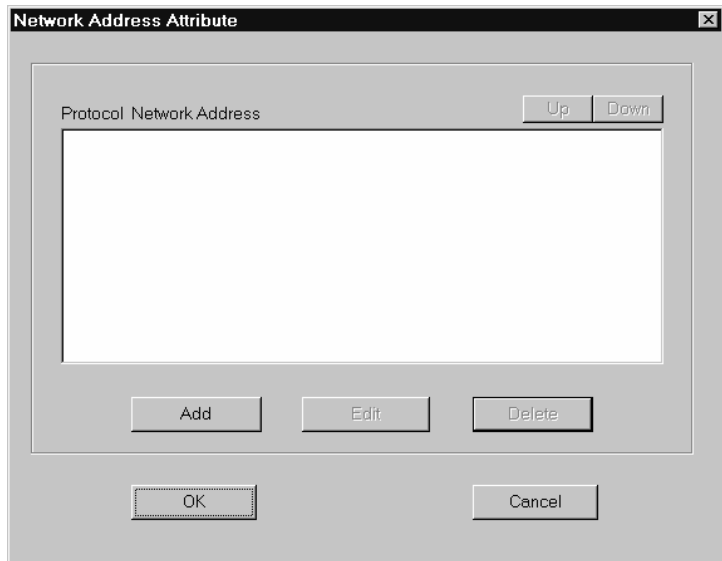 Network Address Attribute
Protocol Network Address
Up Down
Add Edit Delete
OK Cancel